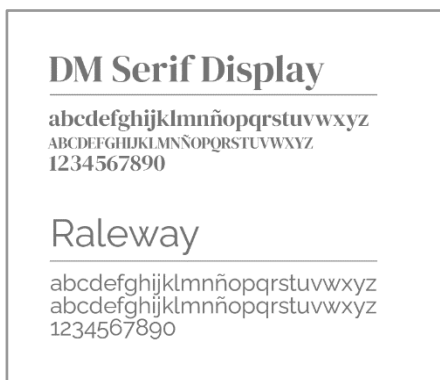 DM Serif Display
abcdefghijklmnñopqrstuvwxyz
ABCDEFGHIJKLMNÑOPQRSTUVWXYZ
1234567890
Raleway
abcdefghijklmnñopqrstuvwxyz
abcdefghijklmnñopqrstuvwxyz
1234567890